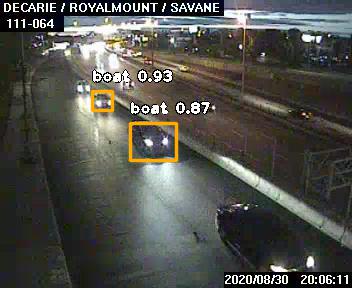 DECARIE / ROYALMOUNT / SAVANE
111-064
boat 0.93
boat 0.87
2020/08/30 20:06:11